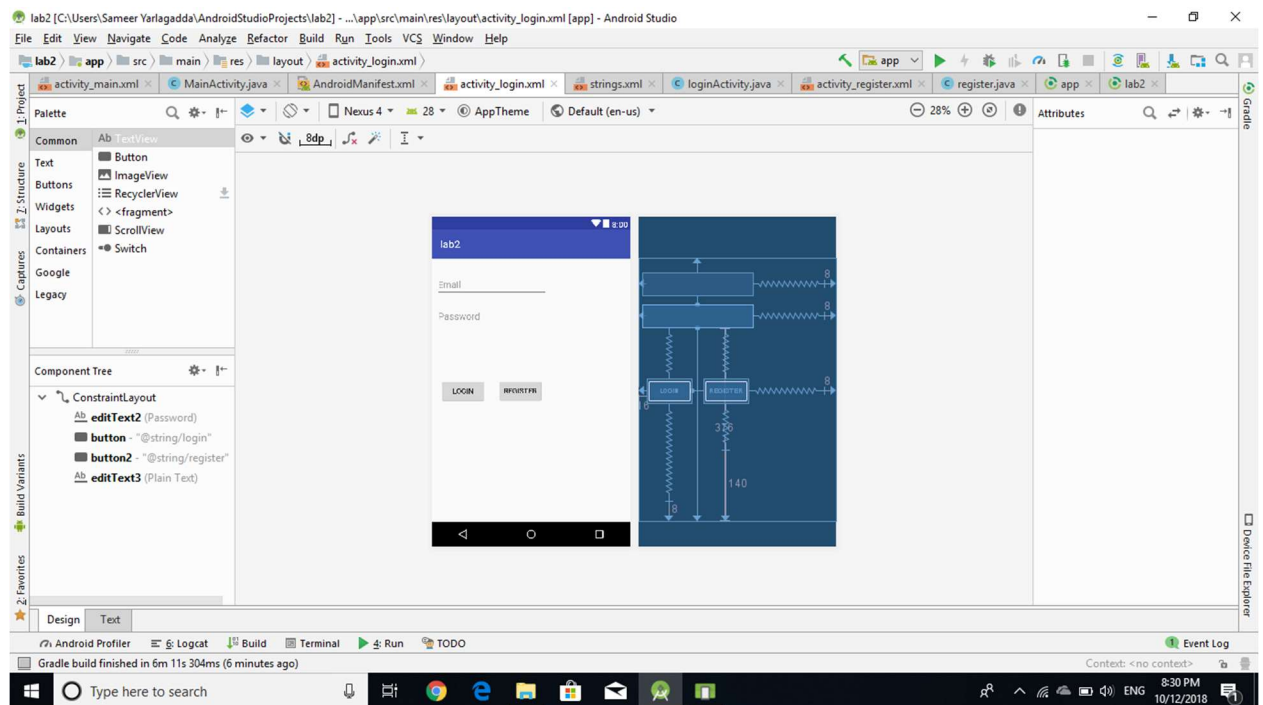 lab2 [C:\Users\Sameer Yarlagadda\AndroidStudioProjects\lab2] - ...\app\src\main\res\layout\activity_login.xml [app] - Android Studio
File Edit View Navigate Code Analyze Refactor Build Run Tools VCS Window Help
lab2 app src main res layout activity_login.xml
app
activity_main.xml MainActivity.java AndroidManifest.xml activity_login.xml strings.xml loginActivity.java activity_register.xml register.java app lab2
1: Project
Z: Structure
Captures
Build Variants
2: Favorites
Palette
Nexus 4 28 AppTheme Default (en-us) 28%
Attributes
8dp
Common
Text
Buttons
Widgets
Layouts
Containers
Google
Legacy
Ab TextView
Button
ImageView
RecyclerView
<> <fragment>
ScrollView
Switch
Component Tree
ConstraintLayout
Ab editText2 (Password)
button - "@string/login"
button2 - "@string/register"
Ab editText3 (Plain Text)
8:00
lab2
Email
Password
LOGIN REGISTER
8
8
LOGIN REGISTER 8
16
376
140
8
Gradle
Device File Explorer
Design Text
Android Profiler 6: Logcat Build Terminal 4: Run TODO
1 Event Log
Gradle build finished in 6m 11s 304ms (6 minutes ago)
Context: <no context>
Type here to search
ENG
8:30 PM
10/12/2018
1